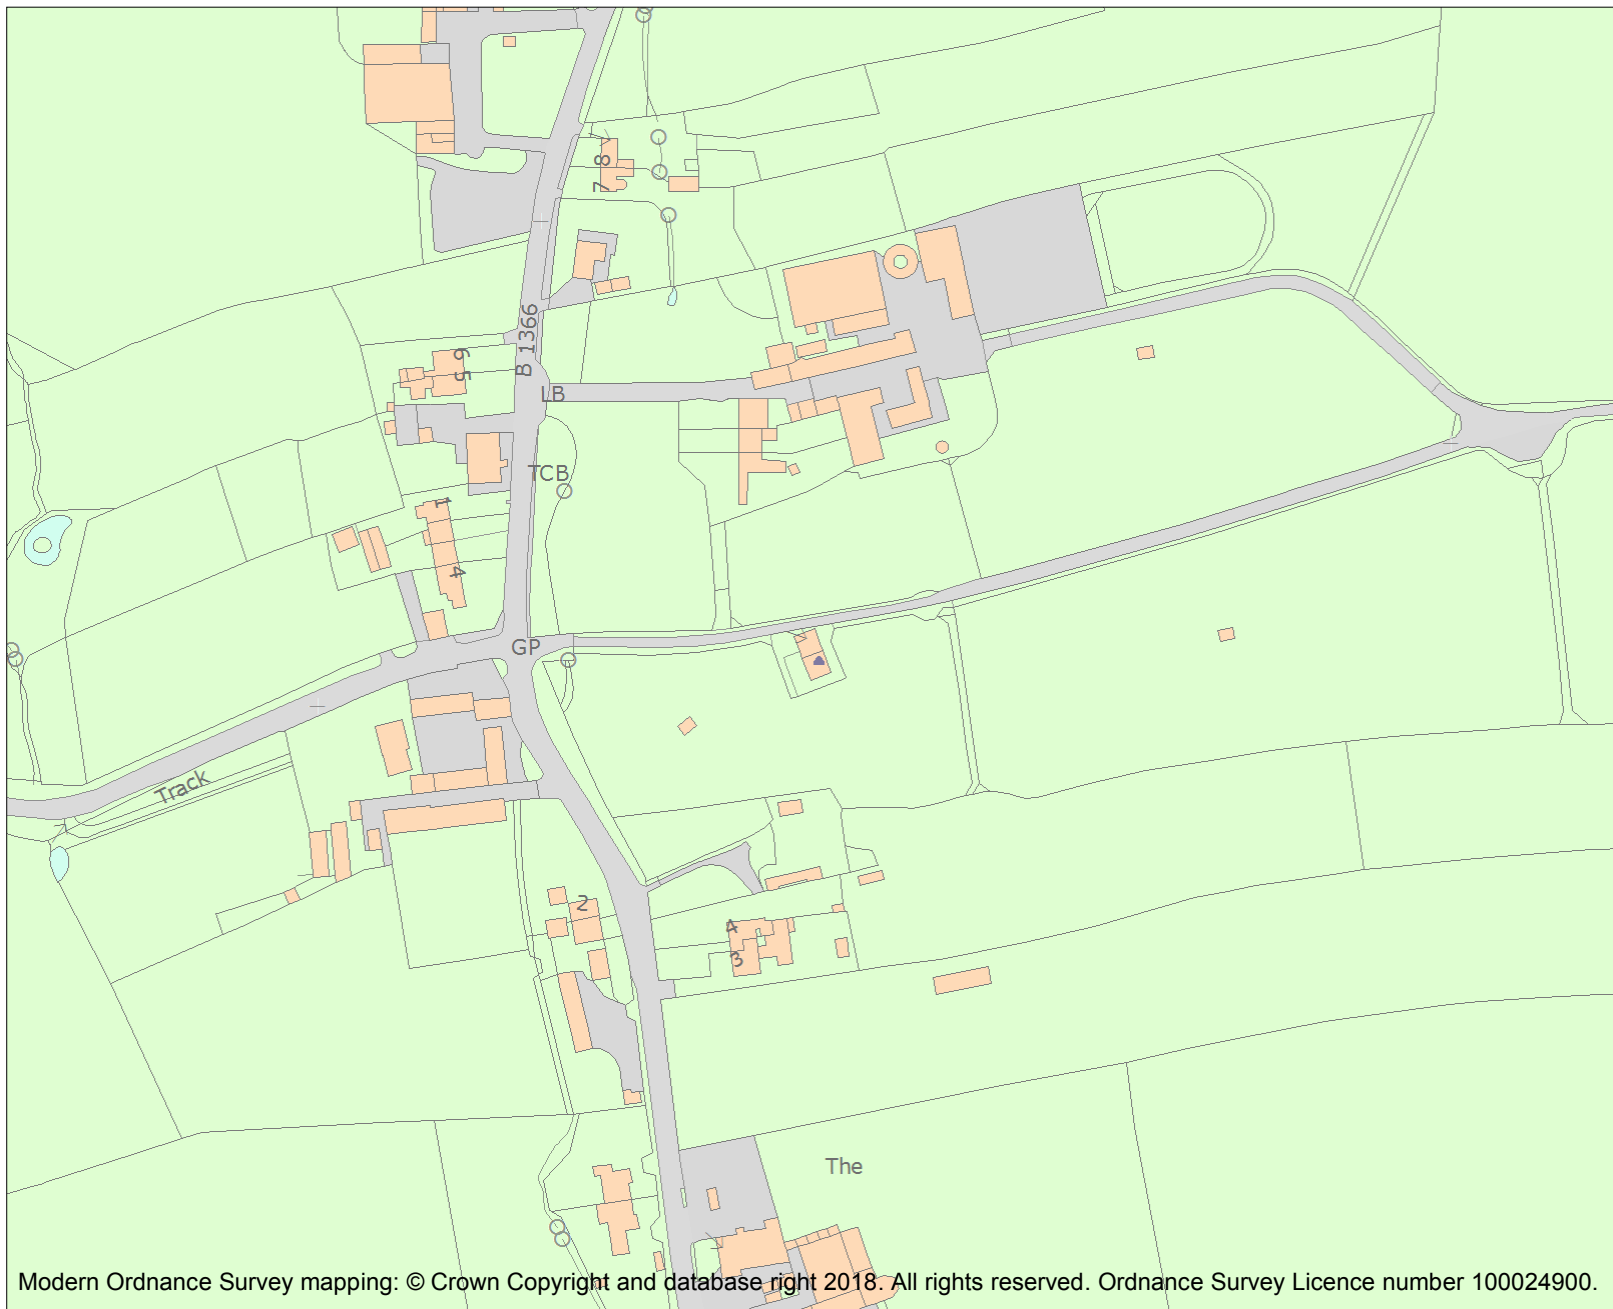 8
7
B 1366
6
5
LB
TCB
1
4
GP
Track
2
4
3
The
Modern Ordnance Survey mapping: © Crown Copyright and database right 2018. All rights reserved. Ordnance Survey Licence number 100024900.